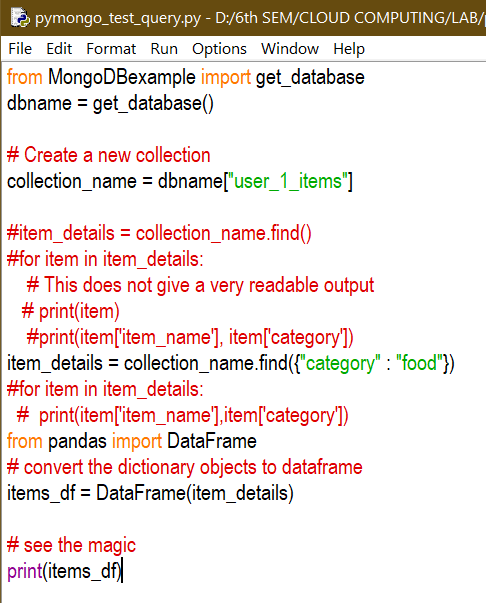 pymongo_test_query.py - D:/6th SEM/CLOUD COMPUTING/LAB/
File Edit Format Run Options Window Help
from MongoDBexample import get_database
dbname = get_database()
# Create a new collection
collection_name = dbname["user_1_items"]
#item_details = collection_name.find()
#for item in item_details:
    # This does not give a very readable output
   # print(item)
    #print(item['item_name'], item['category'])
item_details = collection_name.find({"category" : "food"})
#for item in item_details:
  #  print(item['item_name'],item['category'])
from pandas import DataFrame
# convert the dictionary objects to dataframe
items_df = DataFrame(item_details)
# see the magic
print(items_df)